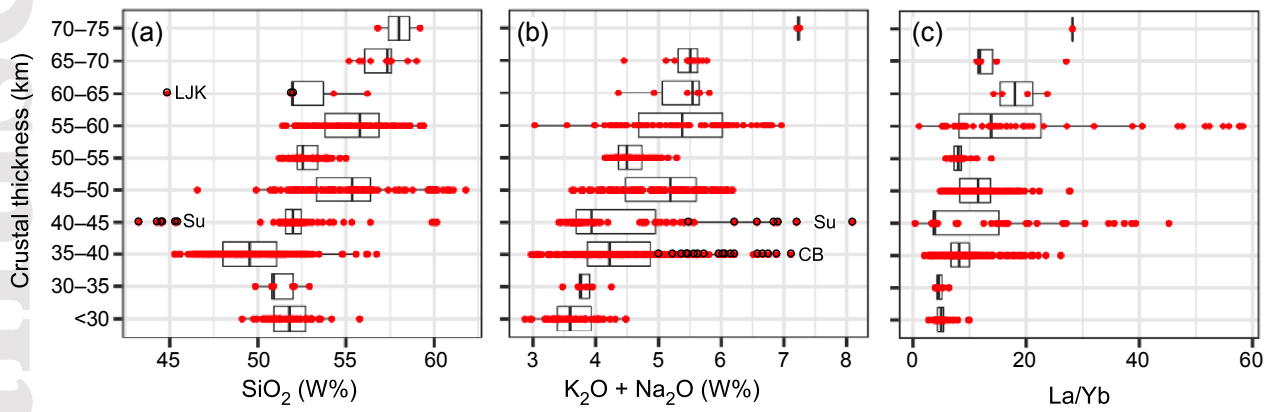 Crustal thickness (km)
70–75
65–70
60–65
55–60
50–55
45–50
40–45
35–40
30–35
<30
(a)
LJK
Su
45 50 55 60
SiO₂ (W%)
(b)
Su
CB
3 4 5 6 7 8
K₂O + Na₂O (W%)
(c)
0 20 40 60
La/Yb